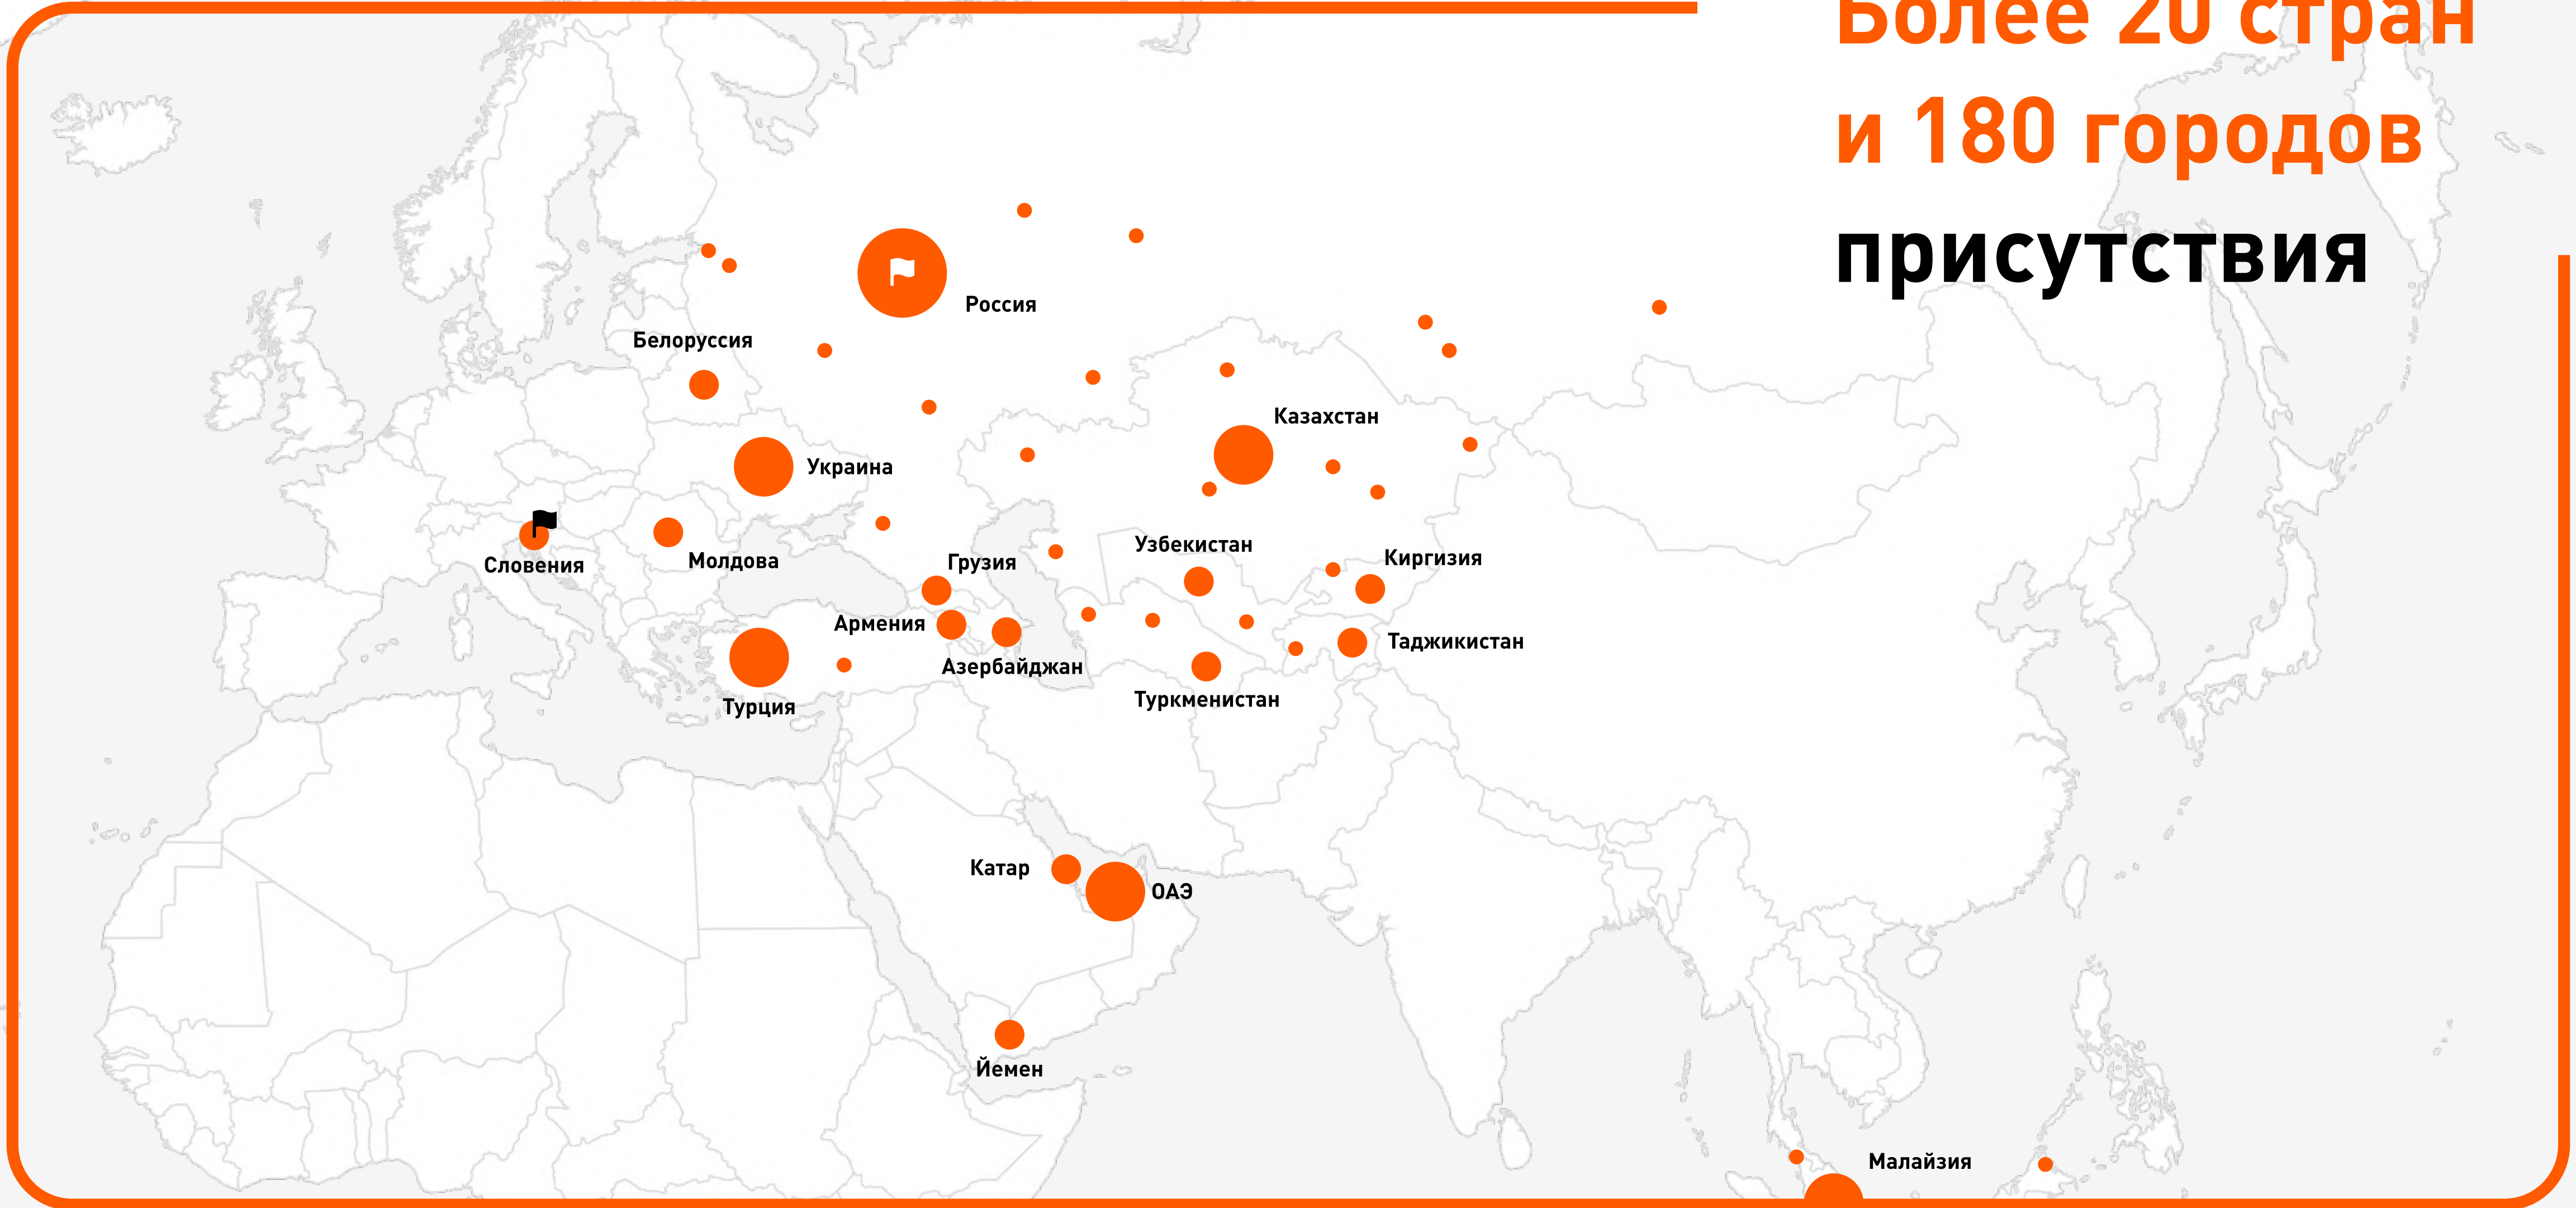 Более 20 стран
и 180 городов
присутствия
Россия
Белоруссия
Казахстан
Украина
Узбекистан
Киргизия
Словения
Молдова
Грузия
Армения
Таджикистан
Азербайджан
Туркменистан
Турция
Катар
ОАЭ
Йемен
Малайзия